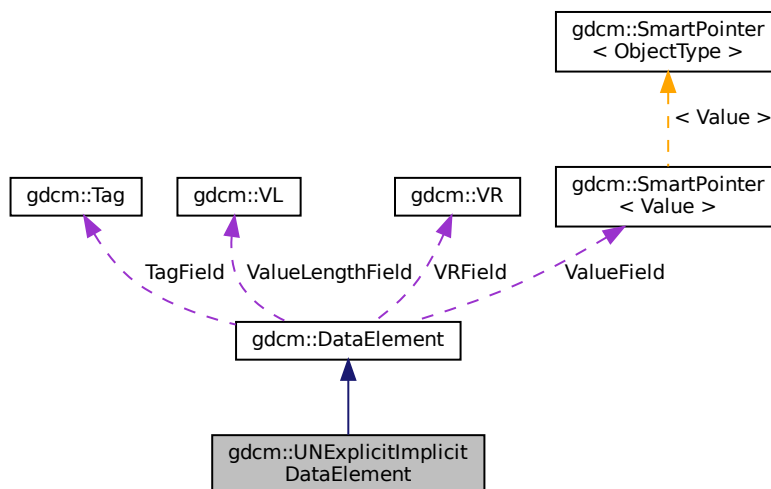 gdcm::SmartPointer
< ObjectType >
< Value >
gdcm::Tag
gdcm::VL
gdcm::VR
gdcm::SmartPointer
< Value >
TagField
ValueLengthField
VRField
ValueField
gdcm::DataElement
gdcm::UNExplicitImplicit
DataElement